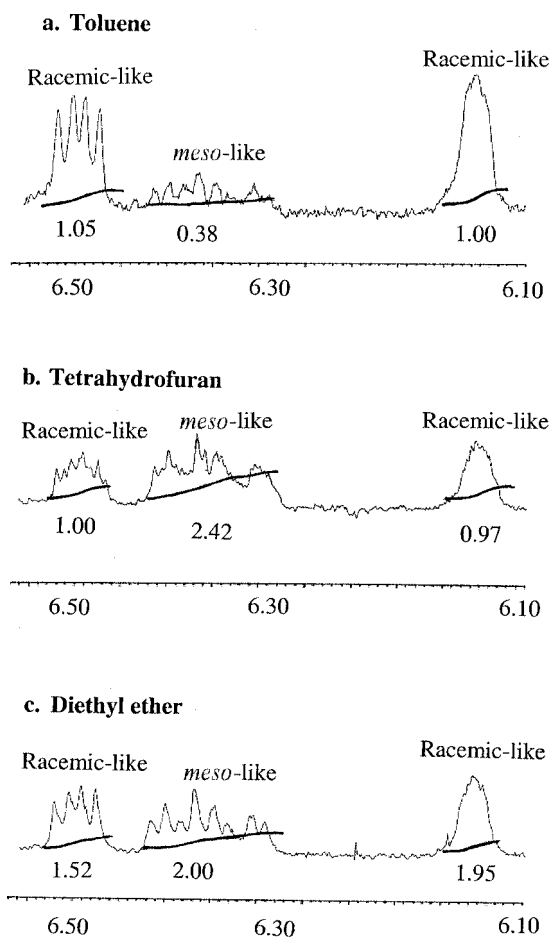 a. Toluene
Racemic-like
Racemic-like
meso-like
1.05
0.38
1.00
6.50
6.30
6.10
b. Tetrahydrofuran
Racemic-like
meso-like
Racemic-like
1.00
2.42
0.97
6.50
6.30
6.10
c. Diethyl ether
Racemic-like
meso-like
Racemic-like
1.52
2.00
1.95
6.50
6.30
6.10